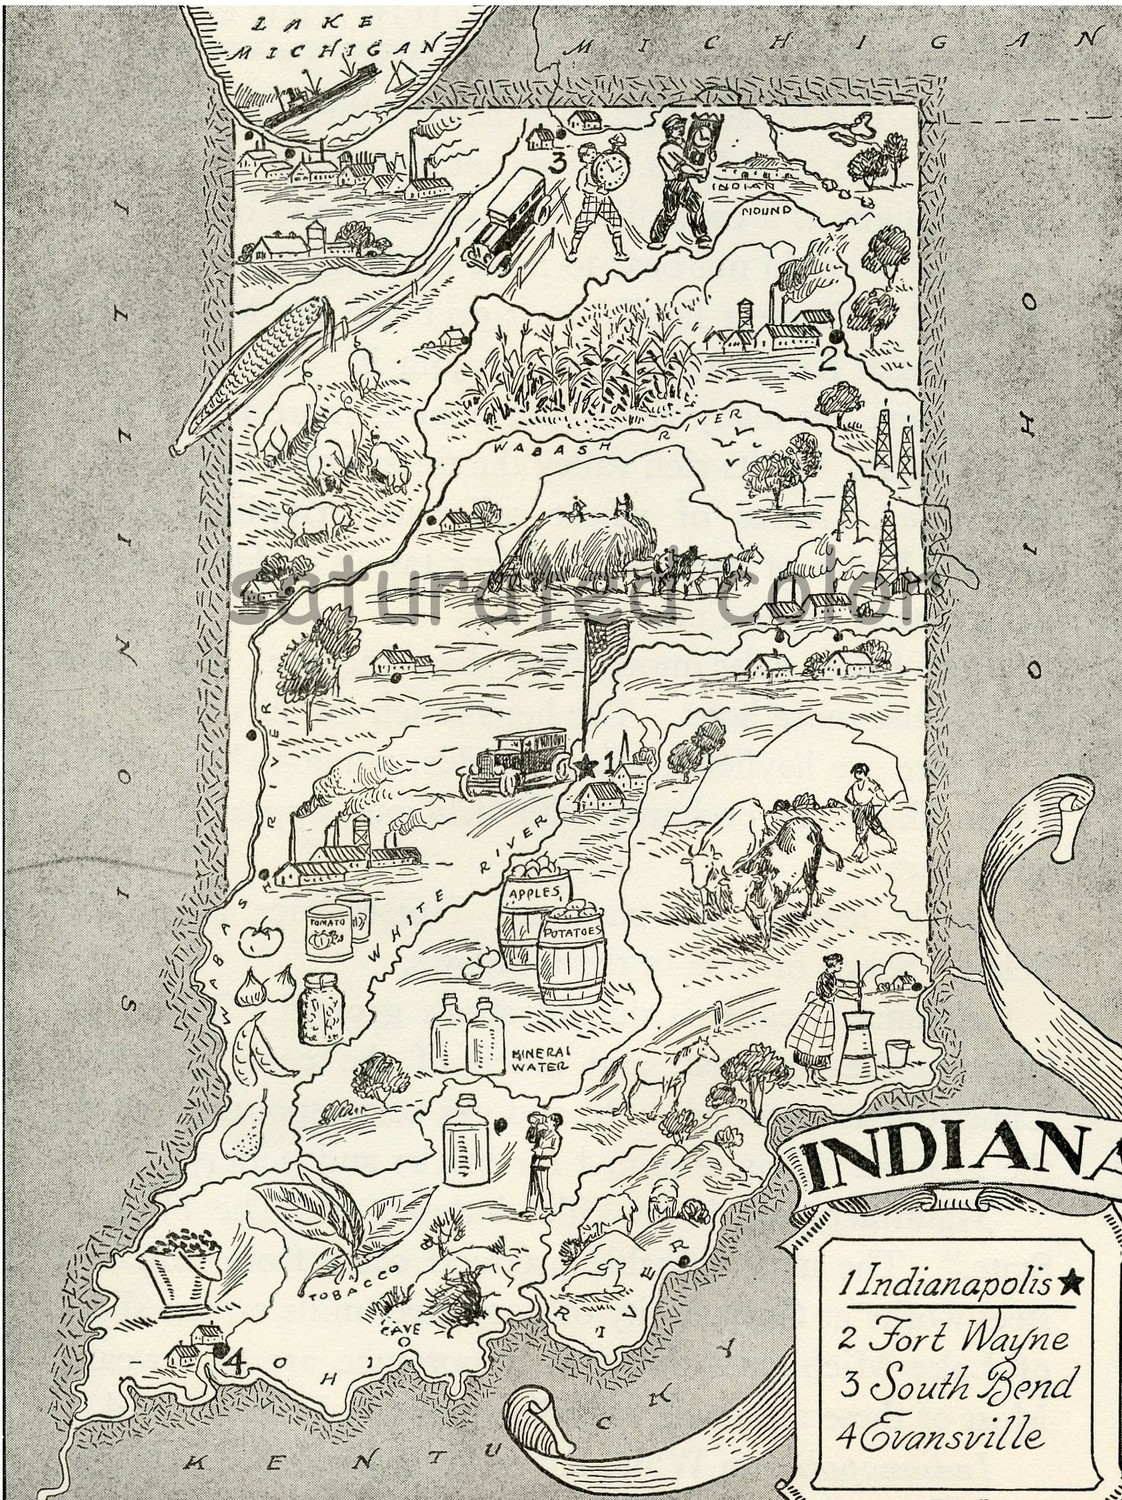 LAKE
MICHIGAN
MICHIGAN
3
INDIAN
MOUND
ILLINOIS
OHIO
2
WABASH RIVER
saturated color
1
WABASH RIVER
WHITE RIVER
APPLES
POTATOES
TOMATO
MINERAL
WATER
INDIANA
TOBACCO
CAVE
4
OHIO RIVER
KENTUCKY
1 Indianapolis ★
2 Fort Wayne
3 South Bend
4 Evansville